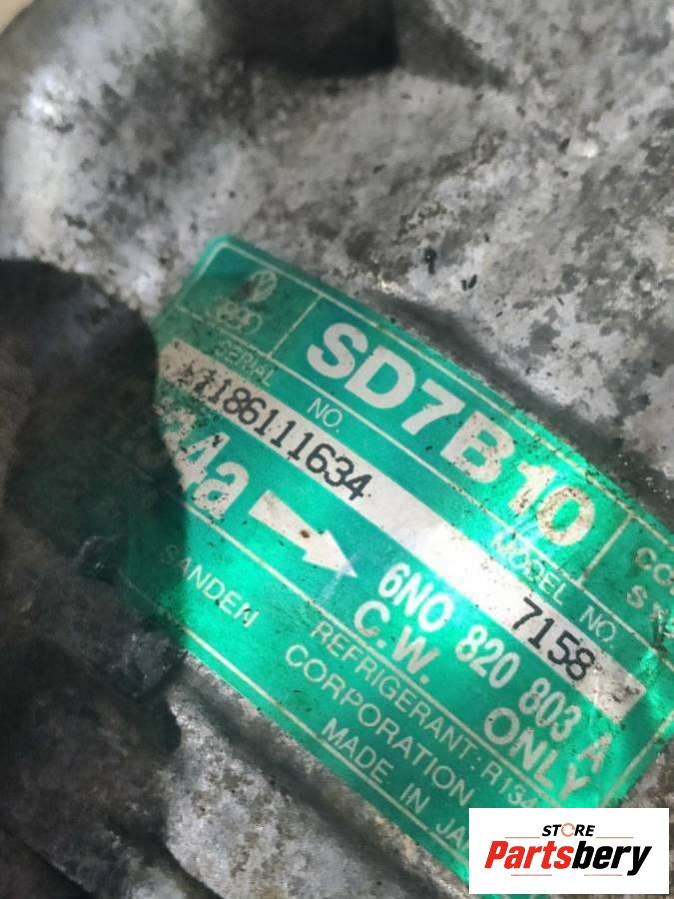 SD7B10
SERIAL NO.
186111634
MODEL NO.
7158
6N0 820 803 A
C.W. ONLY
REFRIGERANT: R134
SANDEN CORPORATION
MADE IN JA
STORE
Partsbery